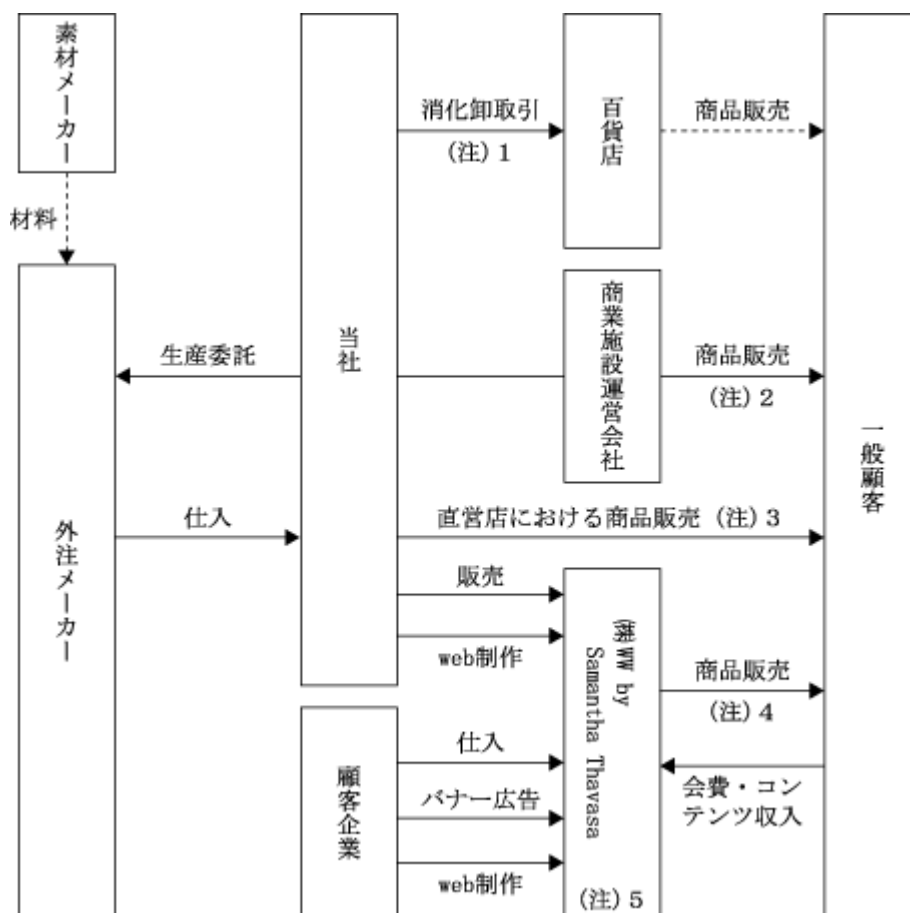 素材メーカー
材料
外注メーカー
生産委託
仕入
当社
消化卸取引
(注)1
百貨店
商品販売
商業施設運営会社
商品販売
(注)2
直営店における商品販売 (注)3
販売
web制作
㈱WW by
Samantha Thavasa
(注)5
商品販売
(注)4
会費・コン
テンツ収入
顧客企業
仕入
バナー広告
web制作
一般顧客